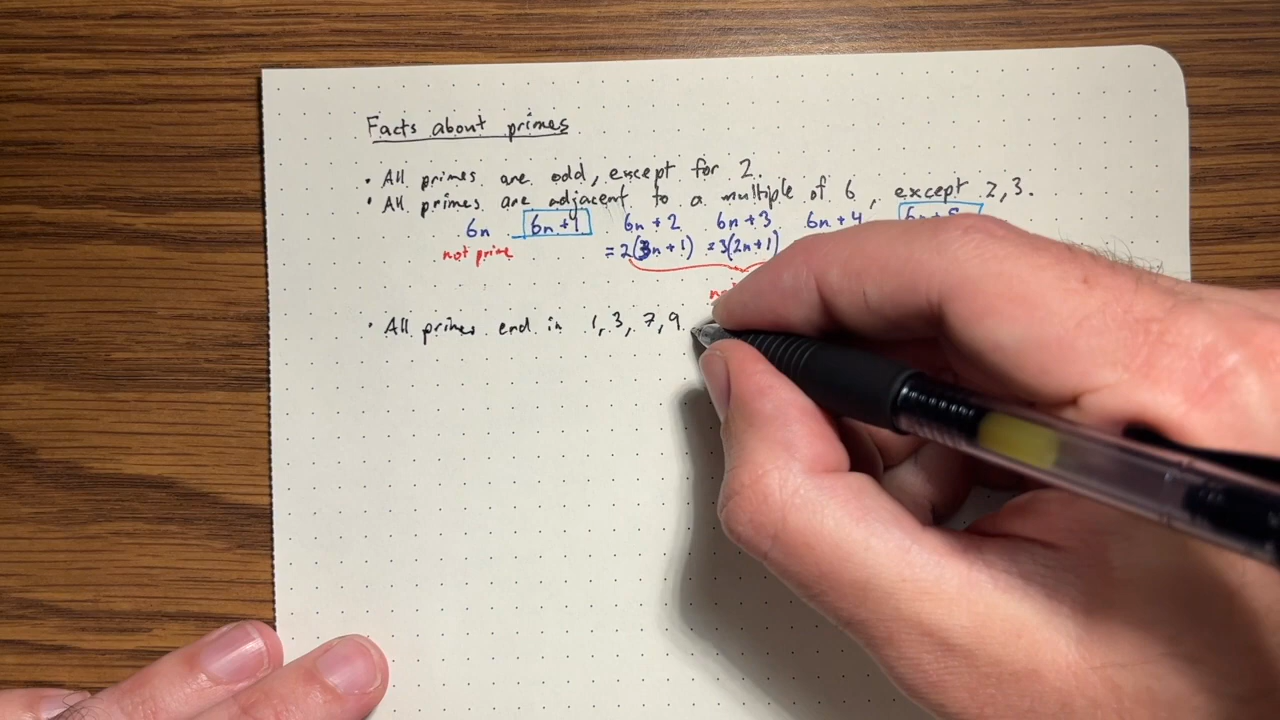 Facts about primes
• All primes are odd, except for 2.
• All primes are adjacent to a multiple of 6, except 2,3.
6n 6n+1 6n+2 6n+3 6n+4
not prime = 2(3n+1) = 3(2n+1)
• All primes end in 1, 3, 7, 9